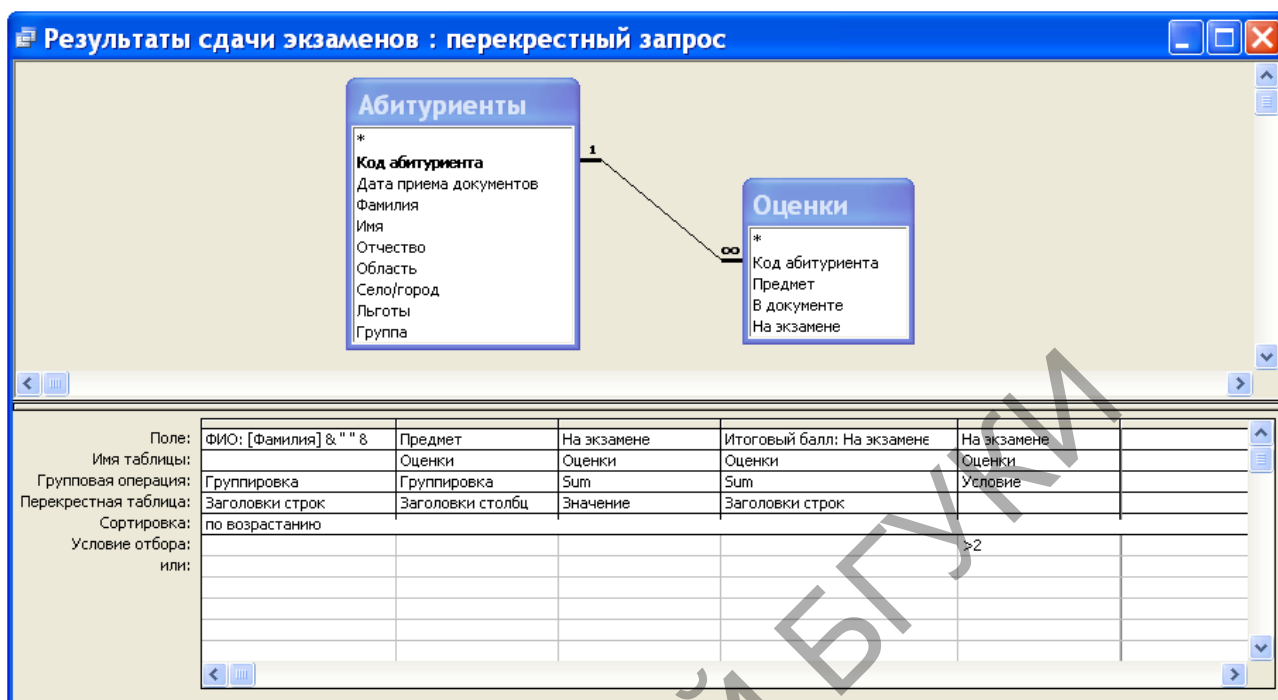 Результаты сдачи экзаменов : перекрестный запрос
Абитуриенты
*
Код абитуриента
Дата приема документов
Фамилия
Имя
Отчество
Область
Село/город
Льготы
Группа
1
∞
Оценки
*
Код абитуриента
Предмет
В документе
На экзамене
Поле: ФИО: [Фамилия] & " " & Предмет На экзамене Итоговый балл: На экзамене На экзамене
Имя таблицы: Оценки Оценки Оценки Оценки
Групповая операция: Группировка Группировка Sum Sum Условие
Перекрестная таблица: Заголовки строк Заголовки столбц Значение Заголовки строк
Сортировка: по возрастанию
Условие отбора: >2
или:
Й БГУКИ